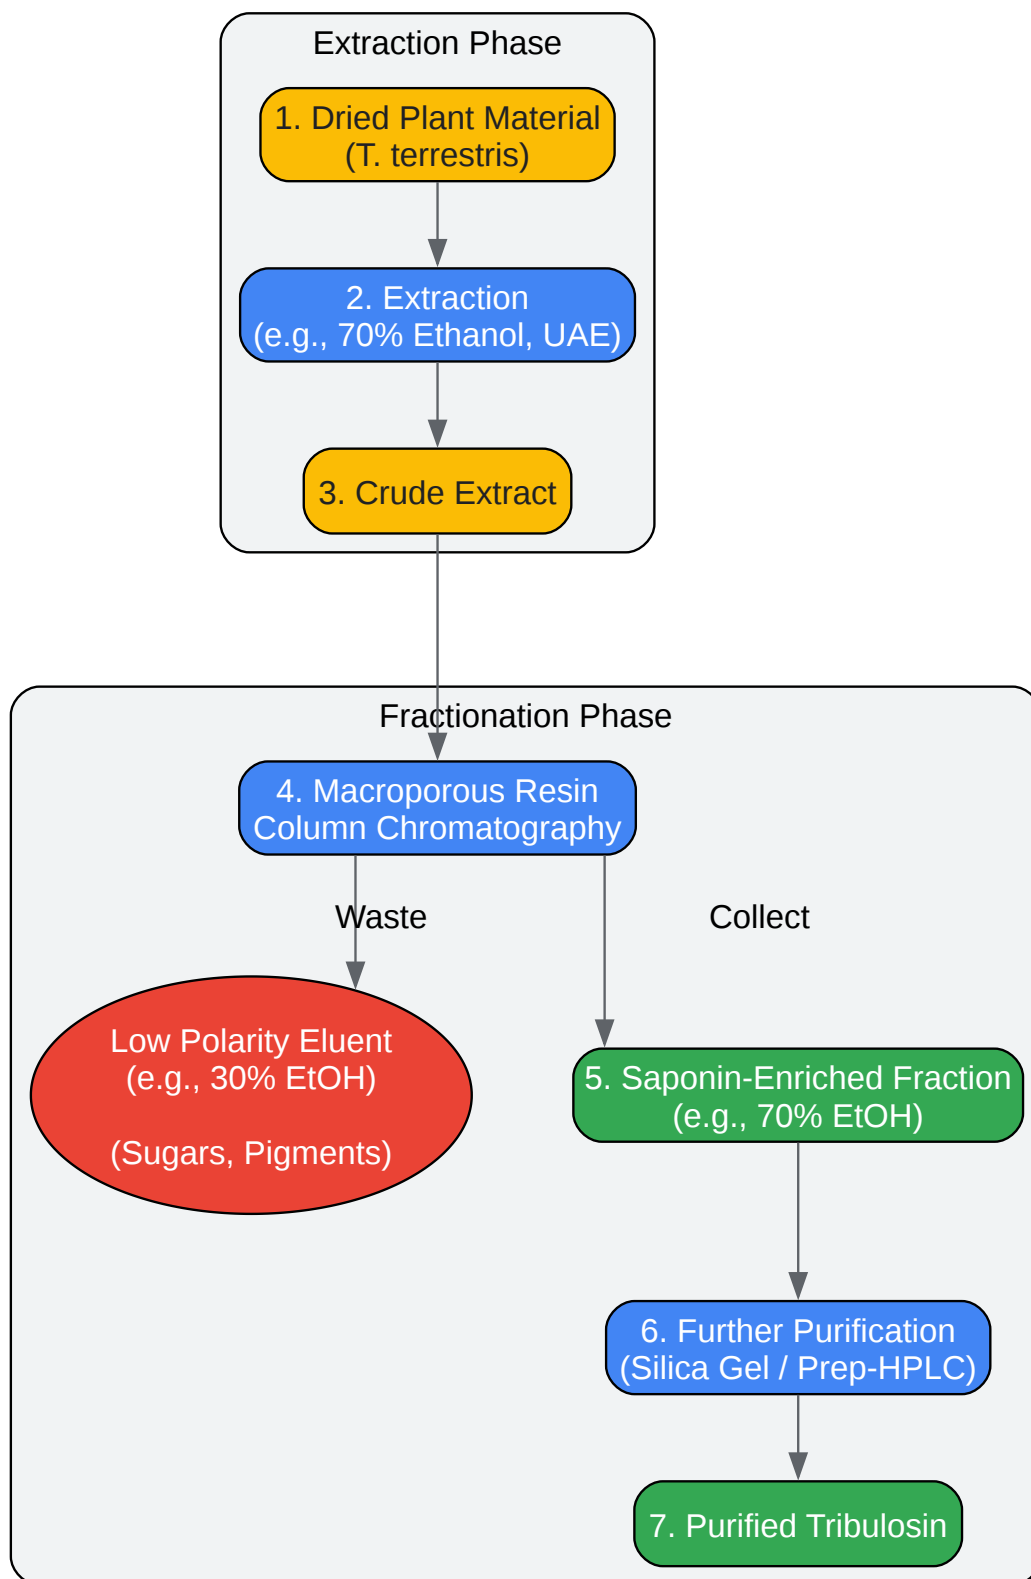 Extraction Phase
1. Dried Plant Material
(T. terrestris)
2. Extraction
(e.g., 70% Ethanol, UAE)
3. Crude Extract
Fractionation Phase
4. Macroporous Resin
Column Chromatography
Waste
Collect
Low Polarity Eluent
(e.g., 30% EtOH)
(Sugars, Pigments)
5. Saponin-Enriched Fraction
(e.g., 70% EtOH)
6. Further Purification
(Silica Gel / Prep-HPLC)
7. Purified Tribulosin